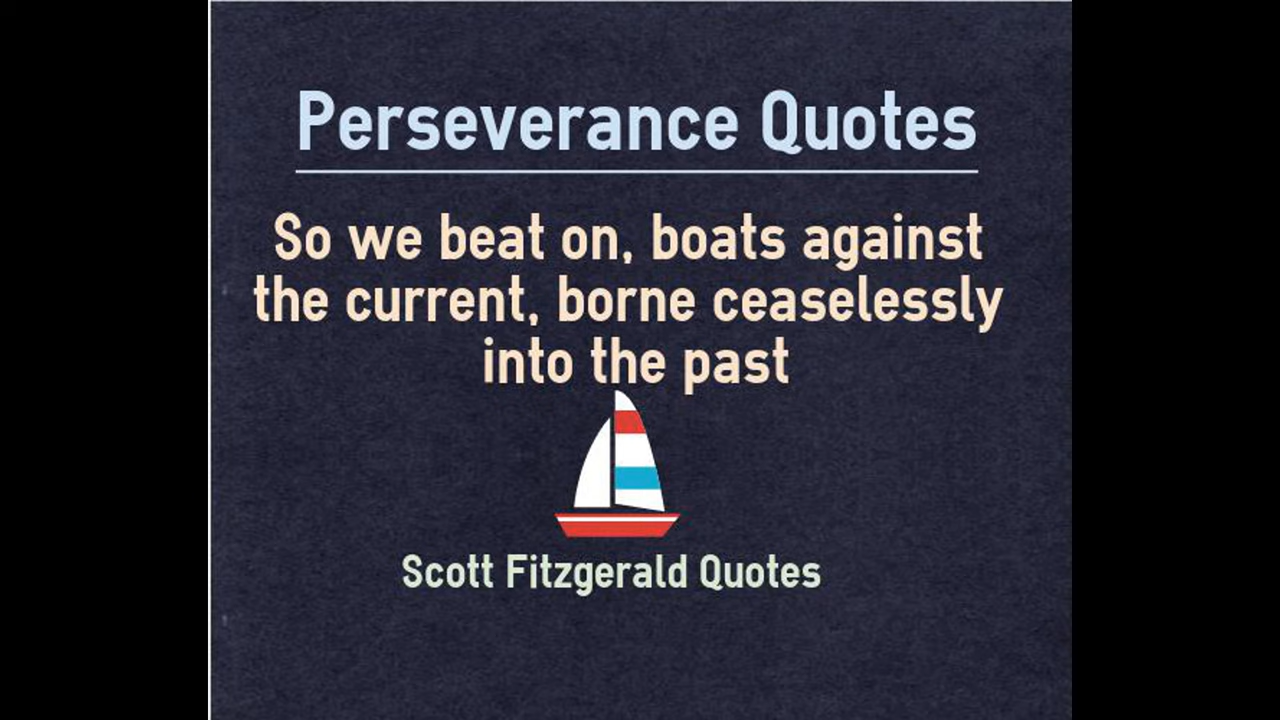 Perseverance Quotes
So we beat on, boats against
the current, borne ceaselessly
into the past
Scott Fitzgerald Quotes